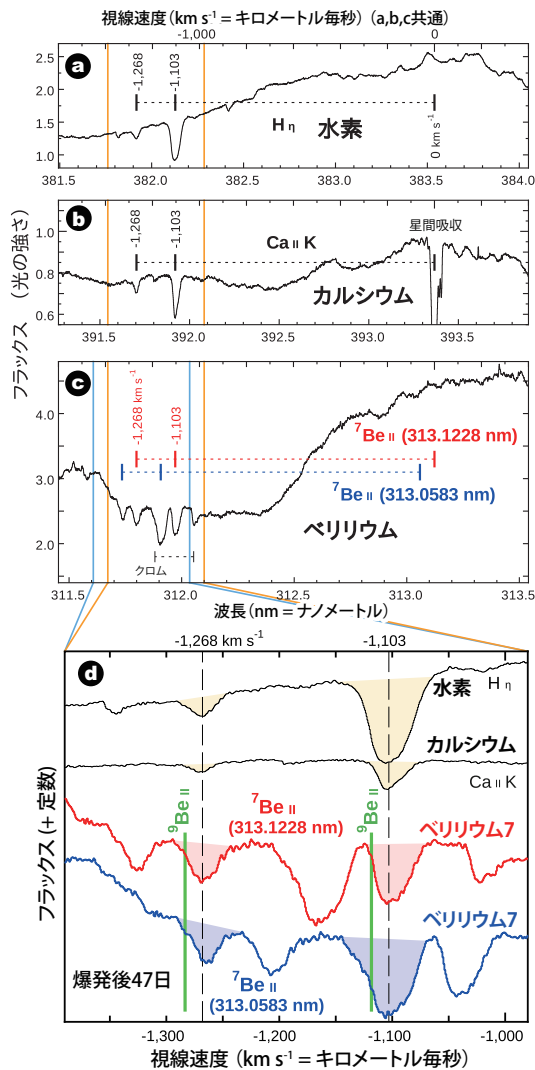 視線速度(km s-1＝キロメートル毎秒) (a,b,c共通)
-1,000 0
a
2.5
2.0
1.5
1.0
-1,268
-1,103
H η 水素
0 km s-1
381.5 382.0 382.5 383.0 383.5 384.0
b
1.0
0.8
0.6
-1,268
-1,103
Ca II K
星間吸収
カルシウム
391.5 392.0 392.5 393.0 393.5
フラックス（光の強さ）
c
4.0
3.0
2.0
-1,268 km s-1
-1,103
7Be II (313.1228 nm)
7Be II (313.0583 nm)
ベリリウム
クロム
311.5 312.0 312.5 313.0 313.5
波長(nm＝ナノメートル)
-1,268 km s-1 -1,103
d
水素 H η
カルシウム
Ca II K
9Be II
7Be II
(313.1228 nm)
9Be II
ベリリウム7
ベリリウム7
爆発後47日
7Be II
(313.0583 nm)
フラックス(+ 定数)
-1,300 -1,200 -1,100 -1,000
視線速度（km s-1＝キロメートル毎秒）